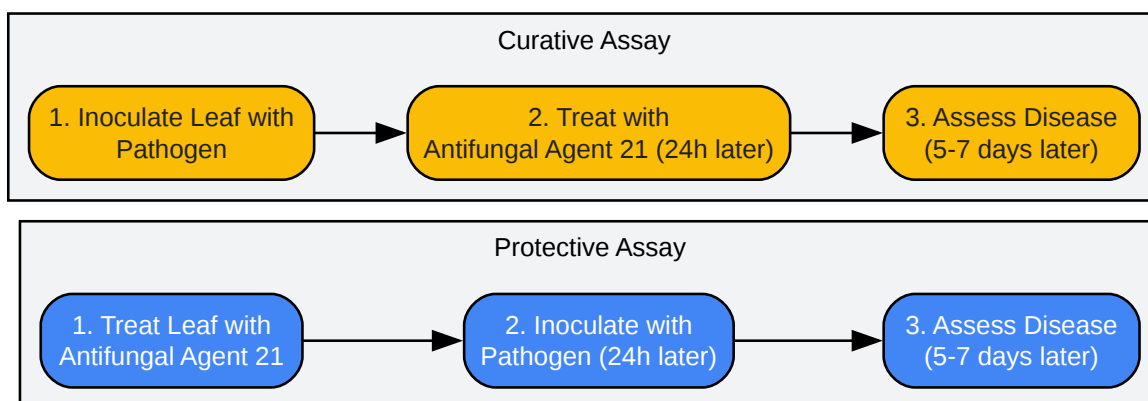 Curative Assay
1. Inoculate Leaf with
Pathogen
2. Treat with
Antifungal Agent 21 (24h later)
3. Assess Disease
(5-7 days later)
Protective Assay
1. Treat Leaf with
Antifungal Agent 21
2. Inoculate with
Pathogen (24h later)
3. Assess Disease
(5-7 days later)